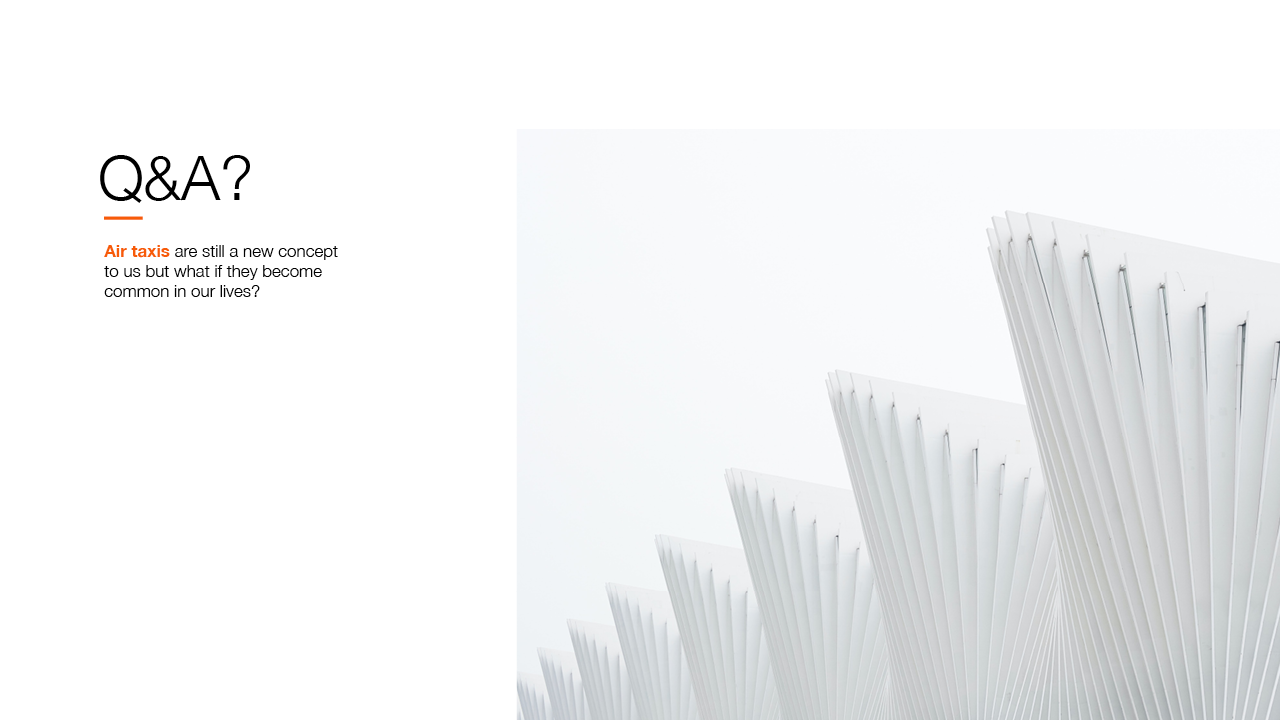 Q&A?
Air taxis are still a new concept
to us but what if they become
common in our lives?